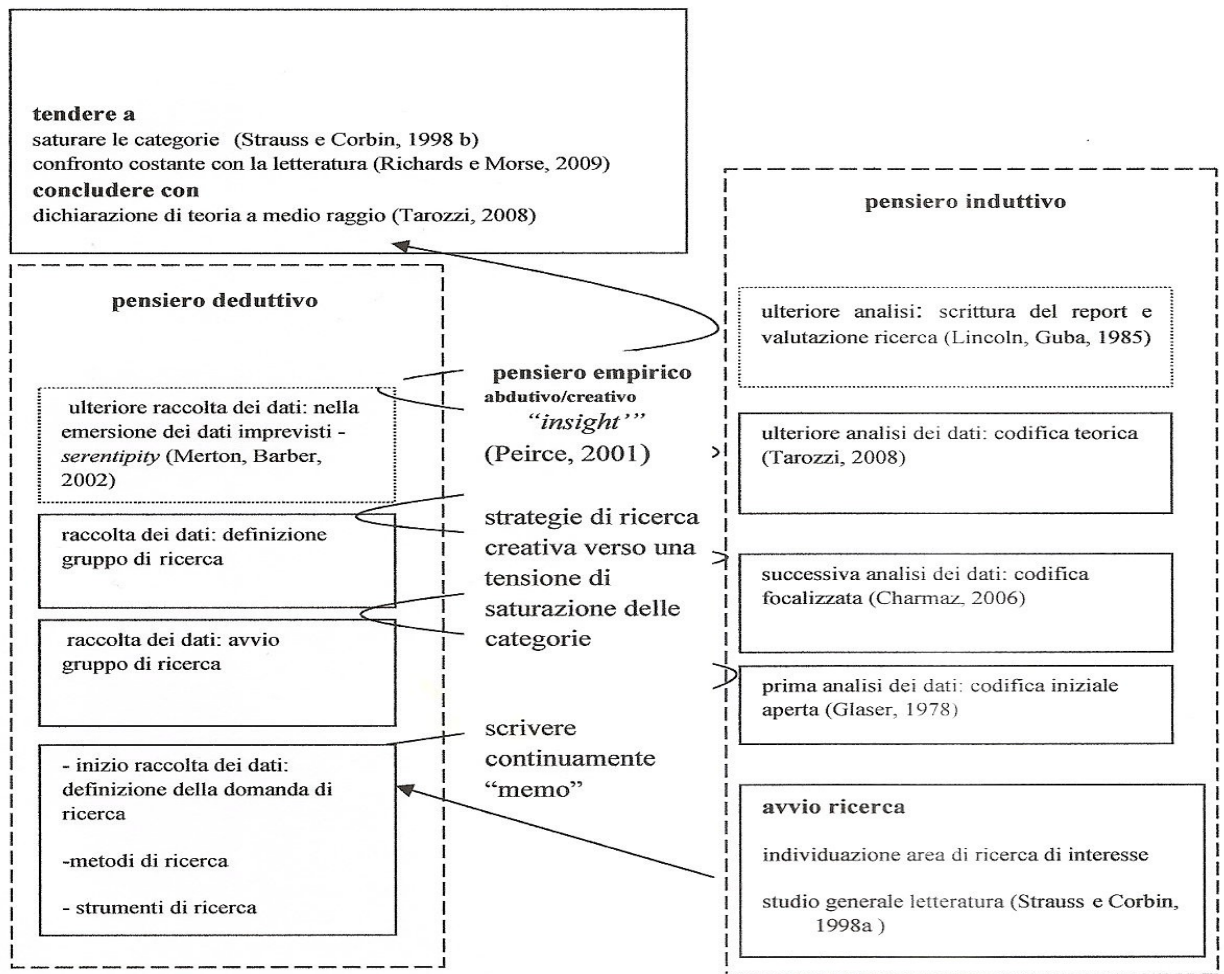 tendere a
saturare le categorie (Strauss e Corbin, 1998 b)
confronto costante con la letteratura (Richards e Morse, 2009)
concludere con
dichiarazione di teoria a medio raggio (Tarozzi, 2008)
pensiero deduttivo
ulteriore raccolta dei dati: nella
emersione dei dati imprevisti -
serentipity (Merton, Barber,
2002)
raccolta dei dati: definizione
gruppo di ricerca
raccolta dei dati: avvio
gruppo di ricerca
- inizio raccolta dei dati:
definizione della domanda di
ricerca
-metodi di ricerca
- strumenti di ricerca
pensiero empirico
abdutivo/creativo
“insight’”
(Peirce, 2001)
strategie di ricerca
creativa verso una
tensione di
saturazione delle
categorie
scrivere
continuamente
“memo”
pensiero induttivo
ulteriore analisi: scrittura del report e
valutazione ricerca (Lincoln, Guba, 1985)
ulteriore analisi dei dati: codifica teorica
(Tarozzi, 2008)
successiva analisi dei dati: codifica
focalizzata (Charmaz, 2006)
prima analisi dei dati: codifica iniziale
aperta (Glaser, 1978)
avvio ricerca
individuazione area di ricerca di interesse
studio generale letteratura (Strauss e Corbin,
1998a )